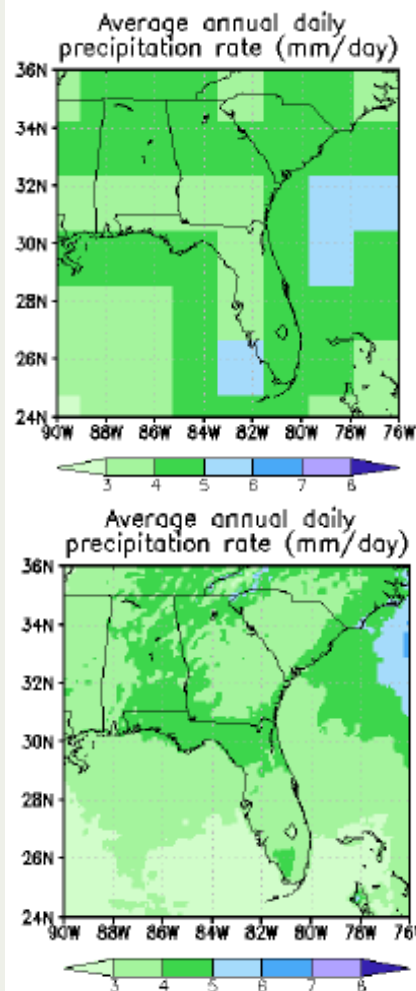 Average annual daily
precipitation rate (mm/day)
36N
34N
32N
30N
28N
26N
24N
90W 88W 86W 84W 82W 80W 78W 76W
3 4 5 6 7 8
Average annual daily
precipitation rate (mm/day)
36N
34N
32N
30N
28N
26N
24N
90W 88W 86W 84W 82W 80W 78W 76W
3 4 5 6 7 8